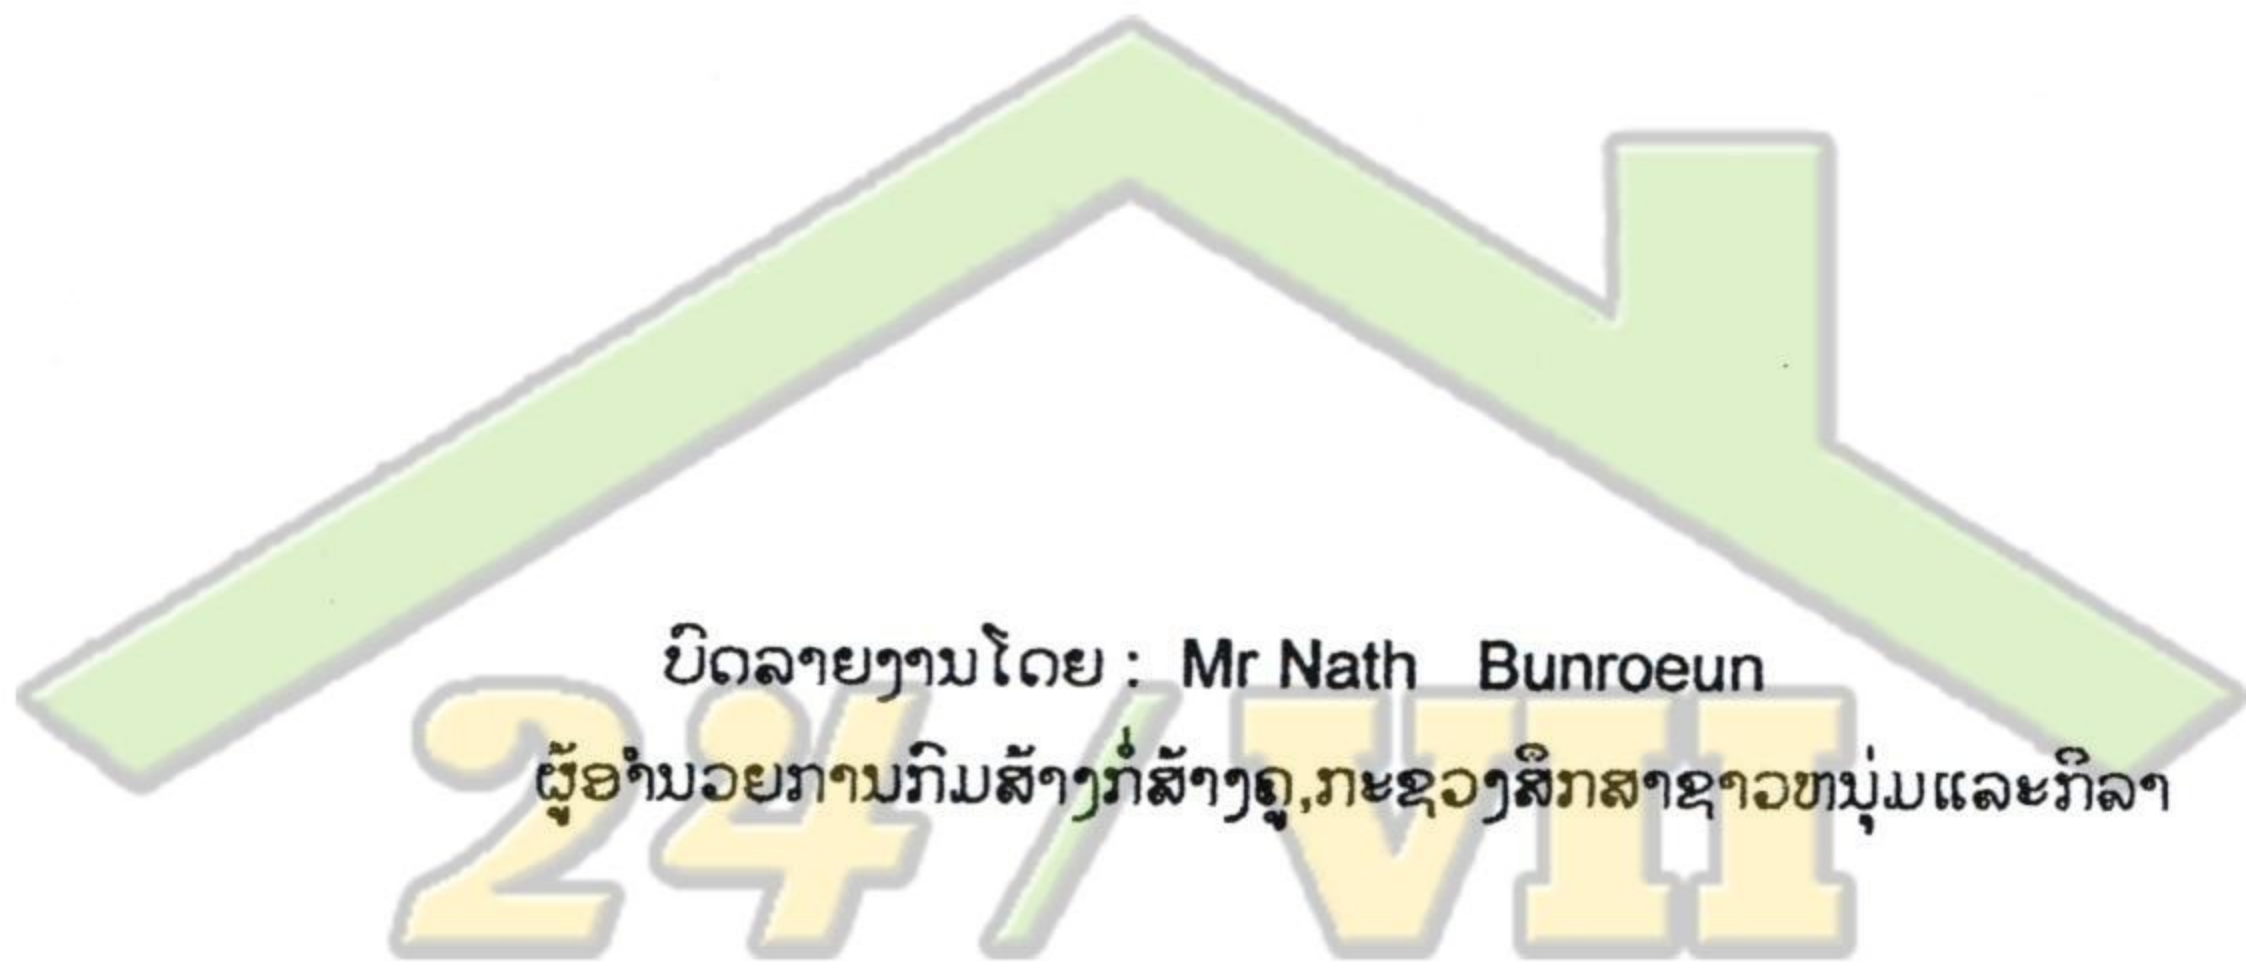 ບົດລາຍງານໂດຍ : Mr Nath Bunroeun
ຜູ້ອຳນວຍການກົມສ້າງກໍ່ສ້າງຄູ,ກະຊວງສຶກສາຊາວຫນຸ່ມແລະກິລາ
24/VII